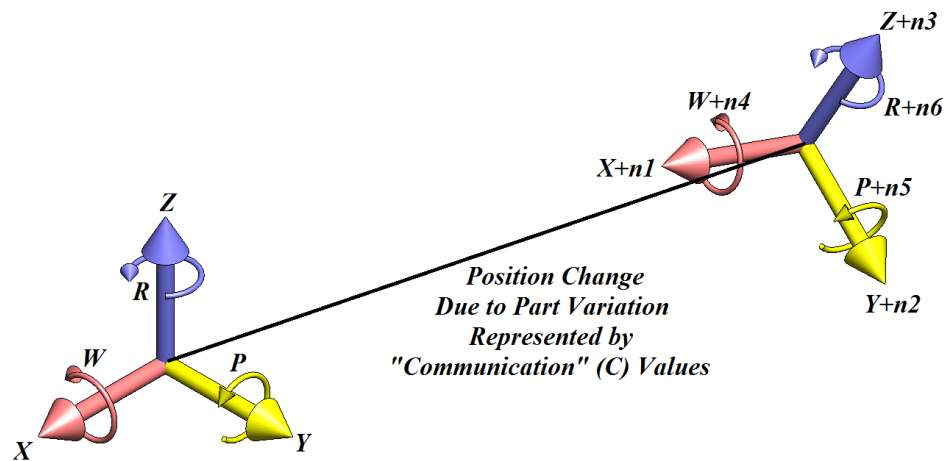 Z+n3
W+n4
R+n6
X+n1
P+n5
Z
Position Change
Due to Part Variation
Represented by
"Communication" (C) Values
Y+n2
R
W
P
X
Y